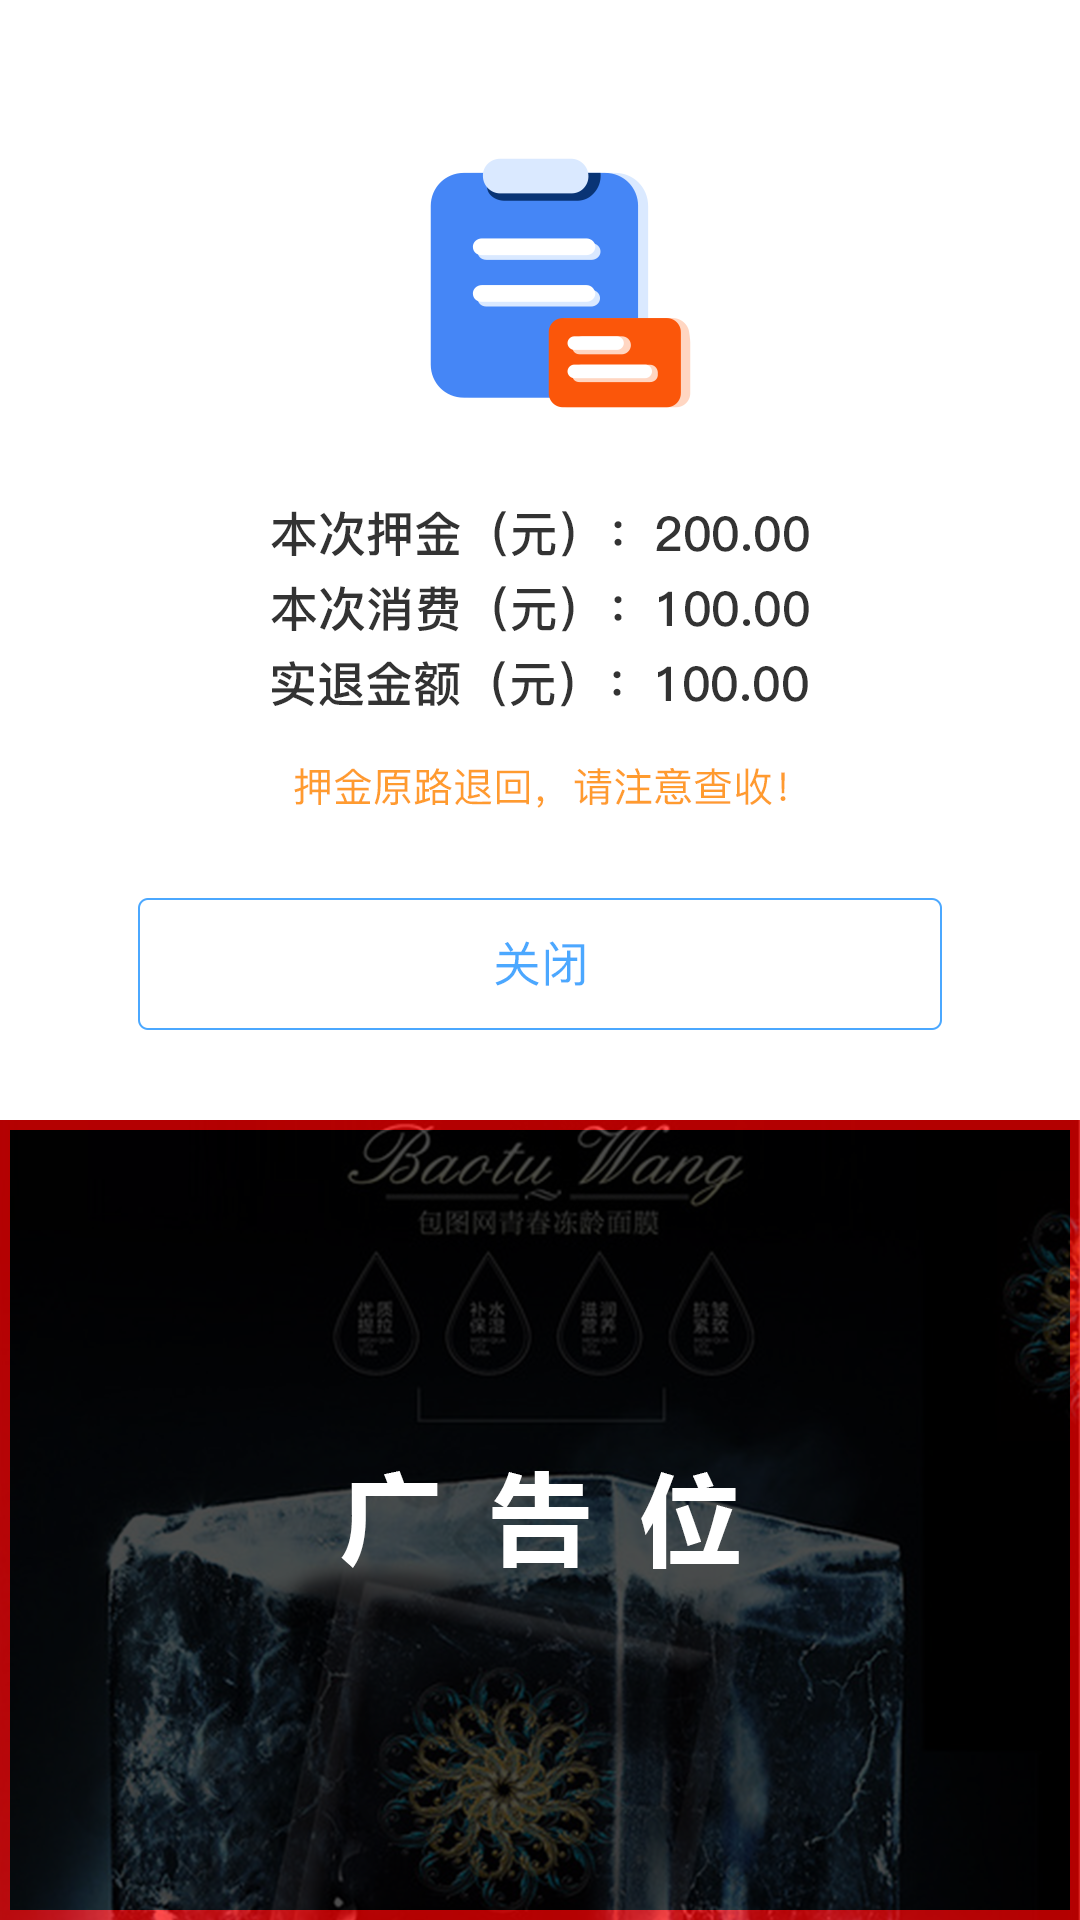 本次押金（元）：200.00
本次消费（元）：100.00
实退金额（元）：100.00
押金原路退回，请注意查收！
关闭
Baotu Wang
包图网青春冻龄面膜
优质 补水 滋润 抗皱
提拉 保湿 营养 紧致
广告位